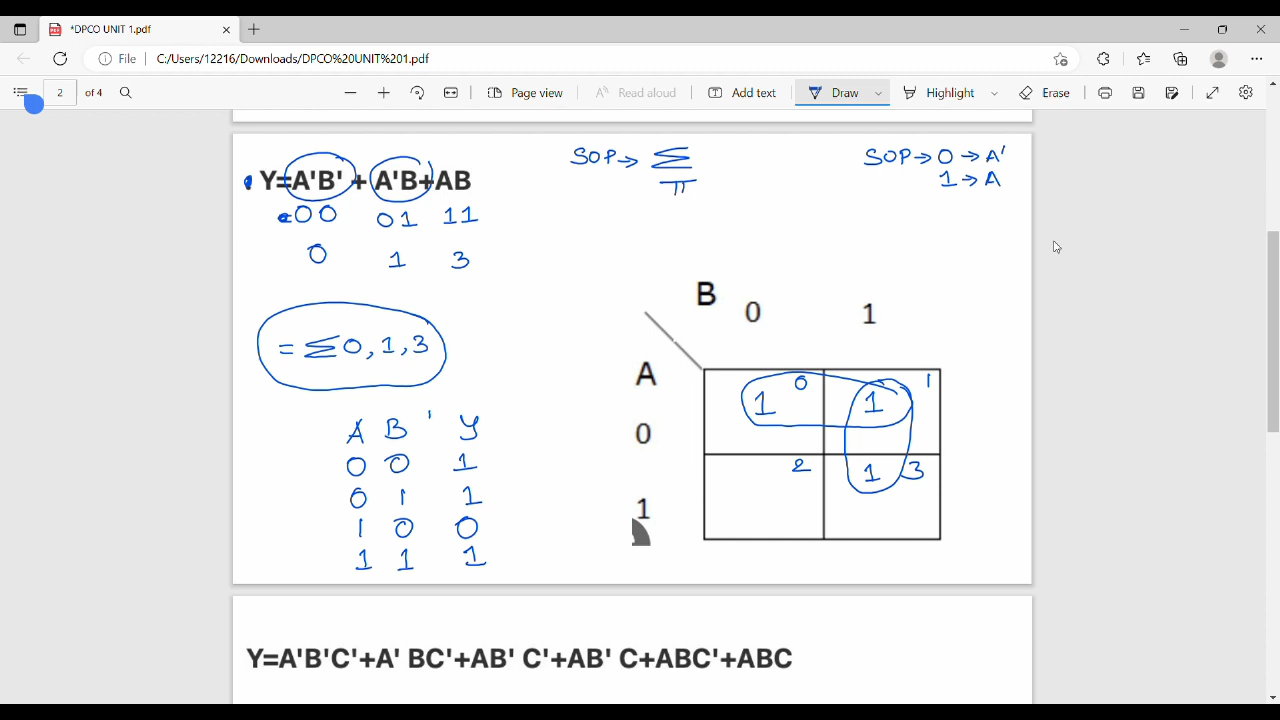 *DPCO UNIT 1.pdf
File C:/Users/12216/Downloads/DPCO%20UNIT%201.pdf
2 of 4 Page view Read aloud Add text Draw Highlight Erase
SOP→ Σ
π
SOP→0→A'
1→A
Y=A'B' + A'B+AB
00 01 11
0 1 3
= Σ0,1,3
B 0 1
A
0 1 0 1 1
1 2 1 3
A B ' Y
0 0 1
0 1 1
1 0 0
1 1 1
Y=A'B'C'+A' BC'+AB' C'+AB' C+ABC'+ABC